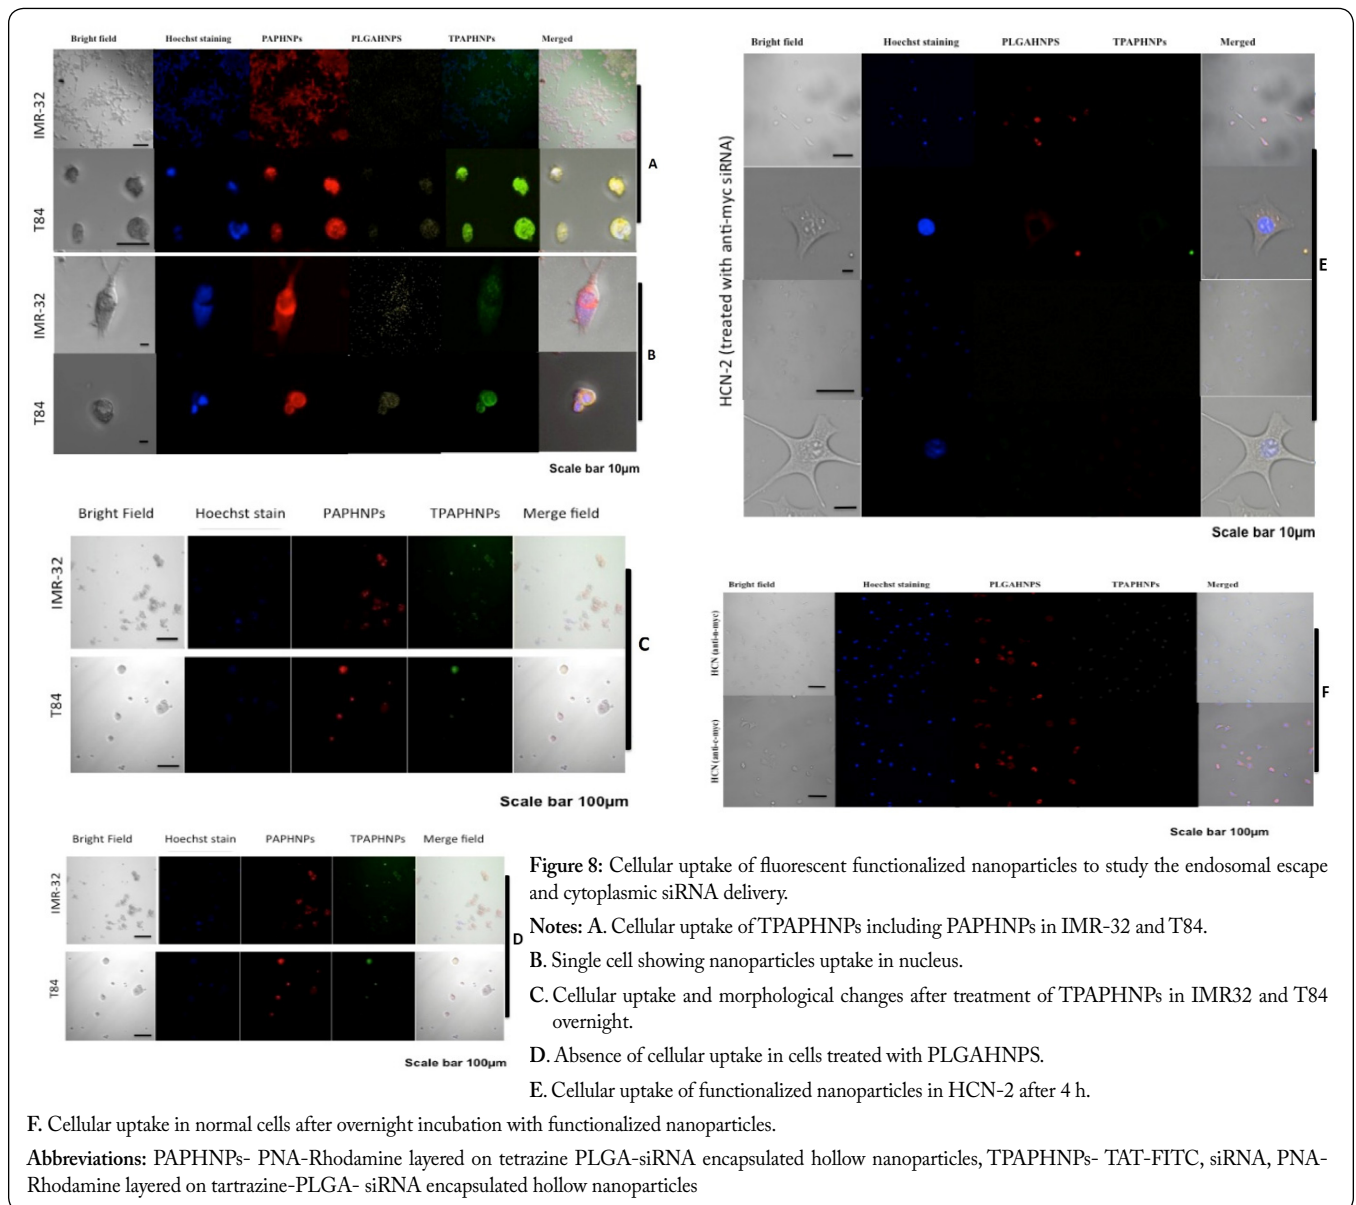 Bright field Hoechst staining PAPHNPs PLGAHNPS TPAPHNPs Merged
IMR-32
T84
A
IMR-32
T84
B
Scale bar 10µm
Bright Field Hoechst stain PAPHNPs TPAPHNPs Merge field
IMR-32
T84
C
Scale bar 100µm
Bright Field Hoechst stain PAPHNPs TPAPHNPs Merge field
IMR-32
T84
D
Scale bar 100µm
Bright field Hoechst staining PLGAHNPS TPAPHNPs Merged
HCN-2 (treated with anti-myc siRNA)
E
Scale bar 10µm
Bright field Hoechst staining PLGAHNPS TPAPHNPs Merged
HCN (anti-n-myc)
HCN (anti-c-myc)
F
Scale bar 100µm
Figure 8: Cellular uptake of fluorescent functionalized nanoparticles to study the endosomal escape
and cytoplasmic siRNA delivery.
Notes: A. Cellular uptake of TPAPHNPs including PAPHNPs in IMR-32 and T84.
B. Single cell showing nanoparticles uptake in nucleus.
C. Cellular uptake and morphological changes after treatment of TPAPHNPs in IMR32 and T84
overnight.
D. Absence of cellular uptake in cells treated with PLGAHNPS.
E. Cellular uptake of functionalized nanoparticles in HCN-2 after 4 h.
F. Cellular uptake in normal cells after overnight incubation with functionalized nanoparticles.
Abbreviations: PAPHNPs- PNA-Rhodamine layered on tetrazine PLGA-siRNA encapsulated hollow nanoparticles, TPAPHNPs- TAT-FITC, siRNA, PNA-
Rhodamine layered on tartrazine-PLGA- siRNA encapsulated hollow nanoparticles